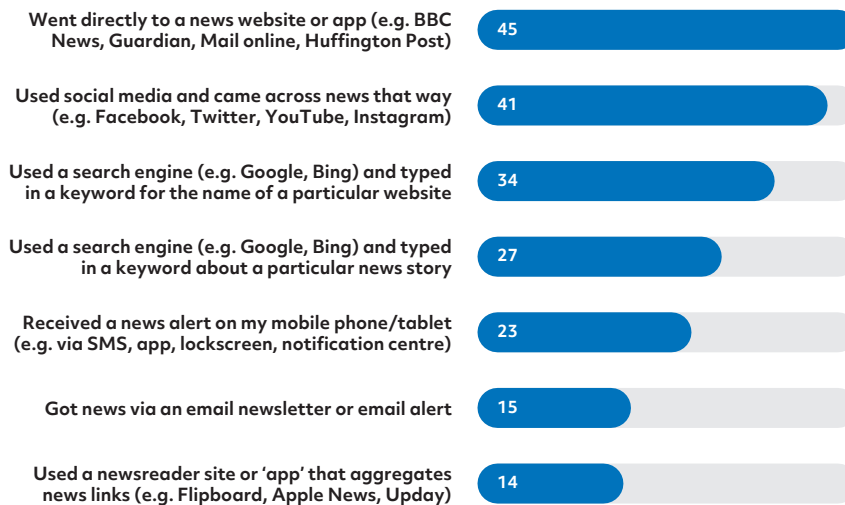 Went directly to a news website or app (e.g. BBC
News, Guardian, Mail online, Huffington Post)
45
Used social media and came across news that way
(e.g. Facebook, Twitter, YouTube, Instagram)
41
Used a search engine (e.g. Google, Bing) and typed
in a keyword for the name of a particular website
34
Used a search engine (e.g. Google, Bing) and typed
in a keyword about a particular news story
27
Received a news alert on my mobile phone/tablet
(e.g. via SMS, app, lockscreen, notification centre)
23
Got news via an email newsletter or email alert
15
Used a newsreader site or ‘app’ that aggregates
news links (e.g. Flipboard, Apple News, Upday)
14